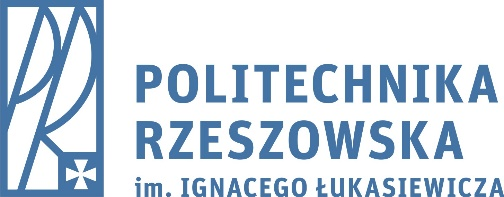 POLITECHNIKA
RZESZOWSKA
im. IGNACEGO ŁUKASIEWICZA